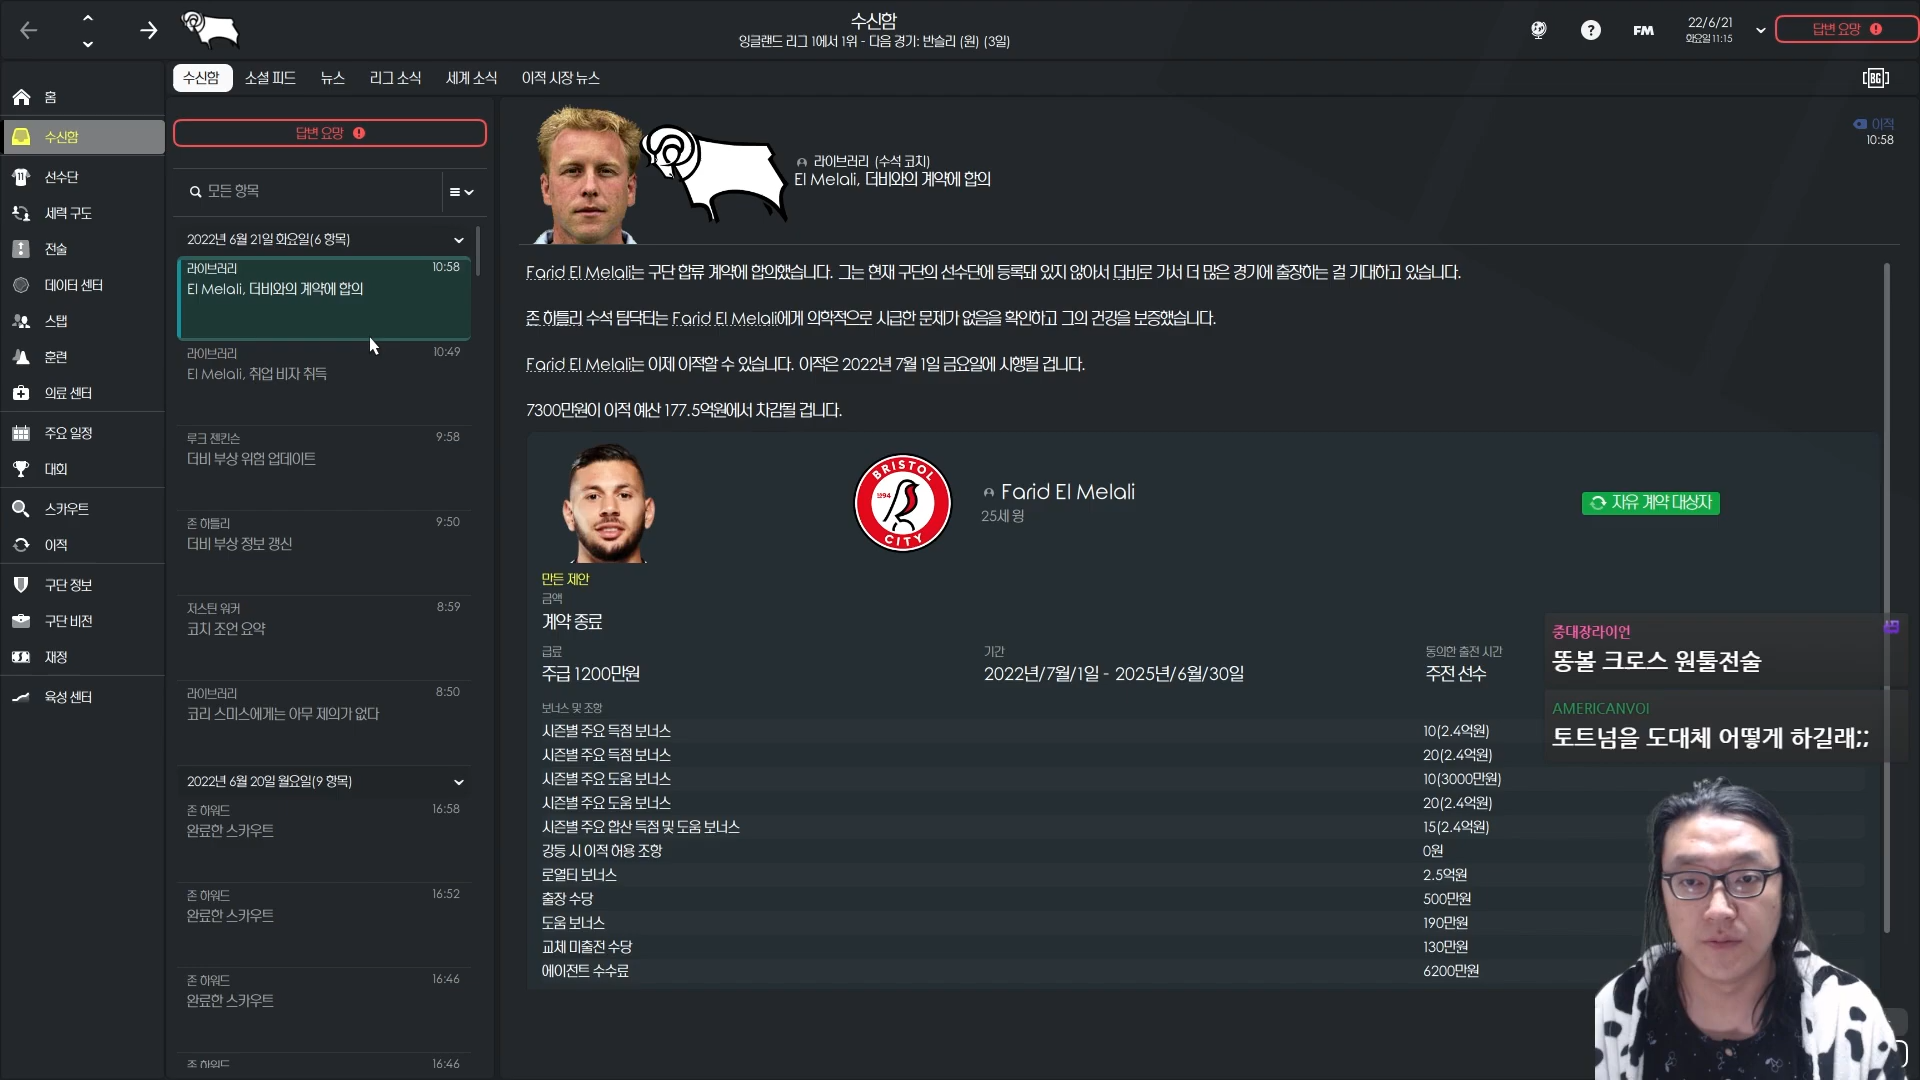 수신함
잉글랜드 리그 1에서 1위 - 다음 경기: 반슬리 (원) (3일)
FM
22/6/21
화요일 11:15
답변 요망
수신함
소셜 피드
뉴스
리그 소식
세계 소식
이적 시장 뉴스
BG
홈
수신함
선수단
세력 구도
전술
데이터 센터
스탭
훈련
의료 센터
주요 일정
대회
스카우트
이적
구단 정보
구단 비전
재정
육성 센터
답변 요망
모든 항목
2022년 6월 21일 화요일(6 항목)
라이브러리 10:58
El Melali, 더비와의 계약에 합의
라이브러리 10:49
El Melali, 취업 비자 취득
루크 젠킨슨 9:58
더비 부상 위험 업데이트
존 히틀리 9:50
더비 부상 정보 갱신
저스틴 워커 8:59
코치 조언 요약
라이브러리 8:50
코리 스미스에게는 아무 제의가 없다
2022년 6월 20일 월요일(9 항목)
존 하워드 16:58
완료한 스카우트
존 하워드 16:52
완료한 스카우트
존 하워드 16:46
완료한 스카우트
존 하워드 16:46
라이브러리 (수석 코치)
El Melali, 더비와의 계약에 합의
이적
10:58
Farid El Melali는 구단 합류 계약에 합의했습니다. 그는 현재 구단의 선수단에 등록돼 있지 않아서 더비로 가서 더 많은 경기에 출장하는 걸 기대하고 있습니다.
존 히틀리 수석 팀닥터는 Farid El Melali에게 의학적으로 시급한 문제가 없음을 확인하고 그의 건강을 보증했습니다.
Farid El Melali는 이제 이적할 수 있습니다. 이적은 2022년 7월 1일 금요일에 시행될 겁니다.
7300만원이 이적 예산 177.5억원에서 차감될 겁니다.
BRISTOL
1894
CITY
Farid El Melali
25세 윙
자유 계약 대상자
만든 제안
금액
계약 종료
급료
주급 1200만원
기간
2022년/7월/1일 - 2025년/6월/30일
동의한 출전 시간
주전 선수
보너스 및 조항
시즌별 주요 득점 보너스 10(2.4억원)
시즌별 주요 득점 보너스 20(2.4억원)
시즌별 주요 도움 보너스 10(3000만원)
시즌별 주요 도움 보너스 20(2.4억원)
시즌별 주요 합산 득점 및 도움 보너스 15(2.4억원)
강등 시 이적 허용 조항 0원
로열티 보너스 2.5억원
출장 수당 500만원
도움 보너스 190만원
교체 미출전 수당 130만원
에이전트 수수료 6200만원
중대장라이언
똥볼 크로스 원툴전술
AMERICANVOI
토트넘을 도대체 어떻게 하길래;;